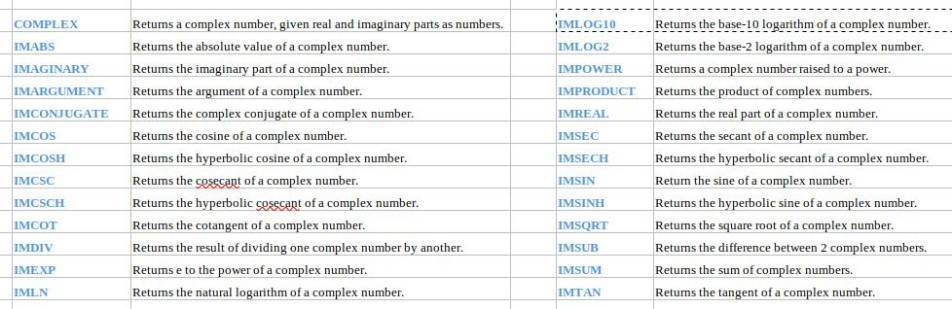 COMPLEX Returns a complex number, given real and imaginary parts as numbers.
IMABS Returns the absolute value of a complex number.
IMAGINARY Returns the imaginary part of a complex number.
IMARGUMENT Returns the argument of a complex number.
IMCONJUGATE Returns the complex conjugate of a complex number.
IMCOS Returns the cosine of a complex number.
IMCOSH Returns the hyperbolic cosine of a complex number.
IMCSC Returns the cosecant of a complex number.
IMCSCH Returns the hyperbolic cosecant of a complex number.
IMCOT Returns the cotangent of a complex number.
IMDIV Returns the result of dividing one complex number by another.
IMEXP Returns e to the power of a complex number.
IMLN Returns the natural logarithm of a complex number.
IMLOG10 Returns the base-10 logarithm of a complex number.
IMLOG2 Returns the base-2 logarithm of a complex number.
IMPOWER Returns a complex number raised to a power.
IMPRODUCT Returns the product of complex numbers.
IMREAL Returns the real part of a complex number.
IMSEC Returns the secant of a complex number.
IMSECH Returns the hyperbolic secant of a complex number.
IMSIN Return the sine of a complex number.
IMSINH Returns the hyperbolic sine of a complex number.
IMSQRT Returns the square root of a complex number.
IMSUB Returns the difference between 2 complex numbers.
IMSUM Returns the sum of complex numbers.
IMTAN Returns the tangent of a complex number.